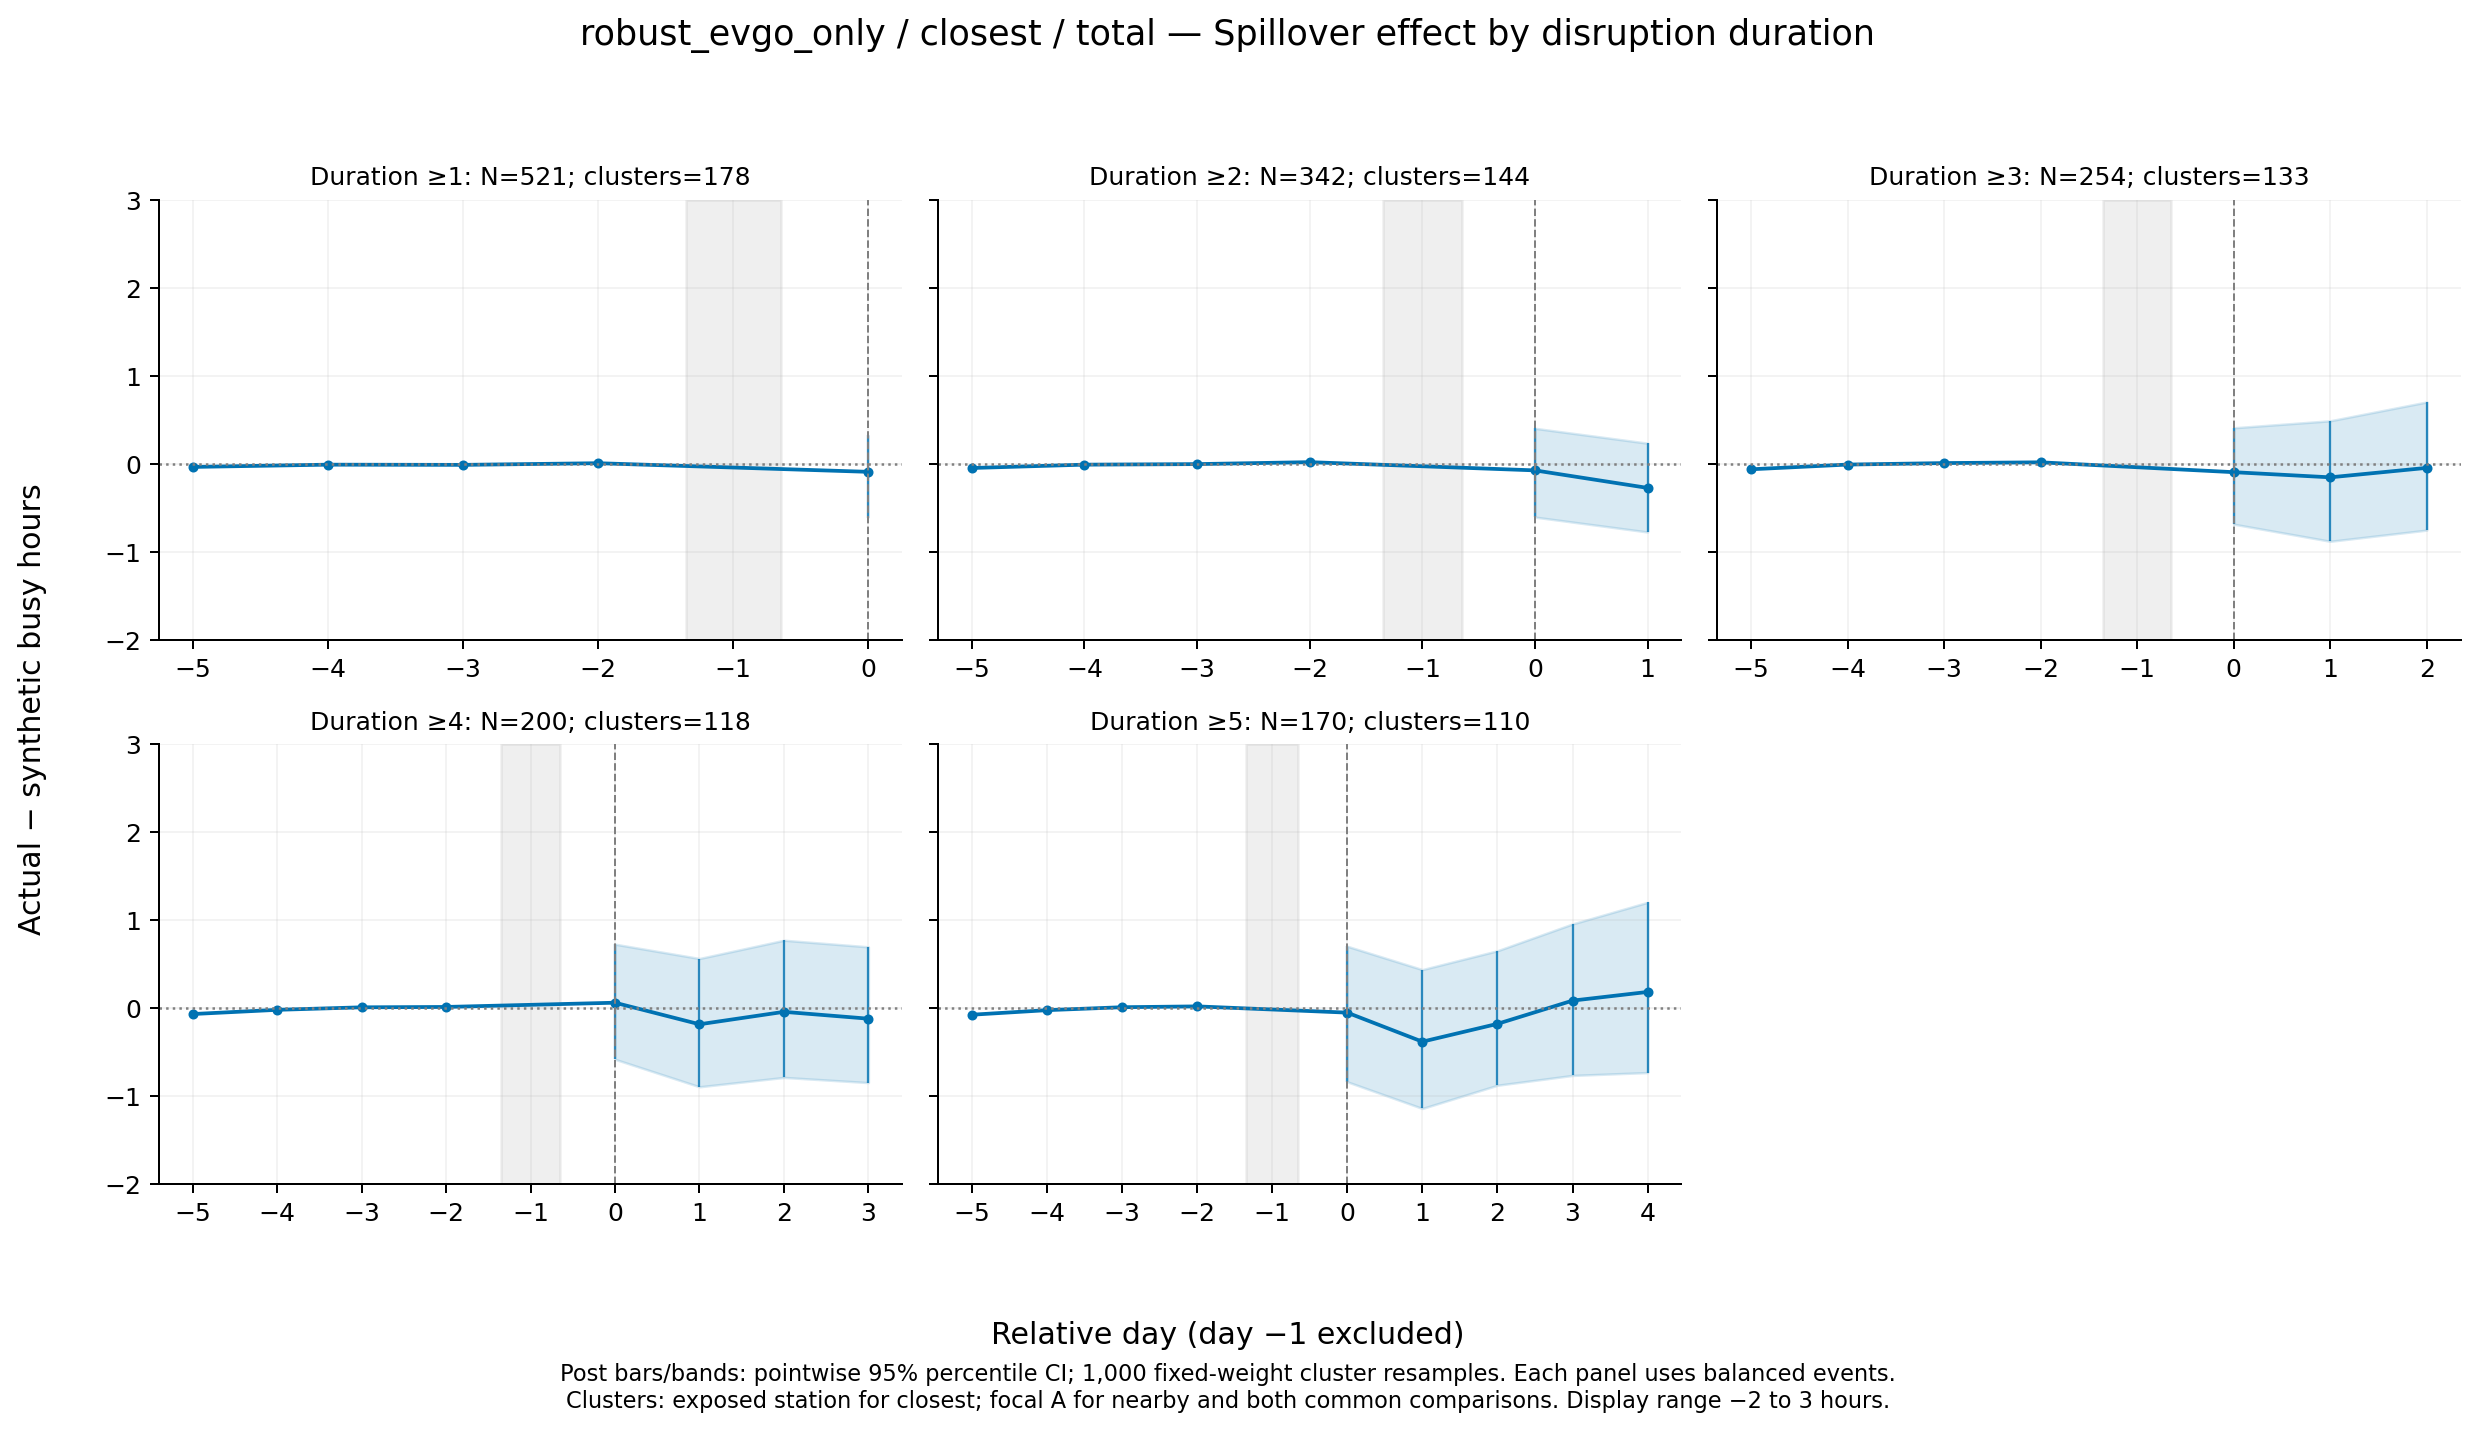 robust_evgo_only / closest / total — Spillover effect by disruption duration
Duration ≥1: N=521; clusters=178
Duration ≥2: N=342; clusters=144
Duration ≥3: N=254; clusters=133
3
2
1
0
−1
−2
−5 −4 −3 −2 −1 0
−5 −4 −3 −2 −1 0 1
−5 −4 −3 −2 −1 0 1 2
Actual − synthetic busy hours
Duration ≥4: N=200; clusters=118
Duration ≥5: N=170; clusters=110
3
2
1
0
−1
−2
−5 −4 −3 −2 −1 0 1 2 3
−5 −4 −3 −2 −1 0 1 2 3 4
Relative day (day −1 excluded)
Post bars/bands: pointwise 95% percentile CI; 1,000 fixed-weight cluster resamples. Each panel uses balanced events.
Clusters: exposed station for closest; focal A for nearby and both common comparisons. Display range −2 to 3 hours.